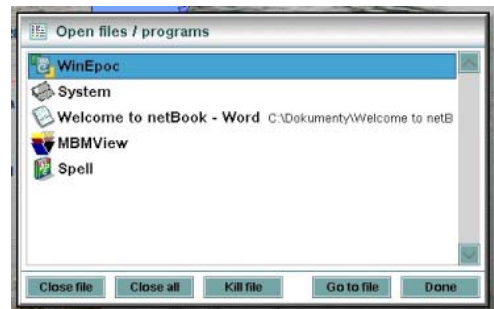 Open files / programs
WinEpoc
System
Welcome to netBook - Word C:\Dokumenty\Welcome to netB
MBMView
Spell
Close file Close all Kill file Go to file Done